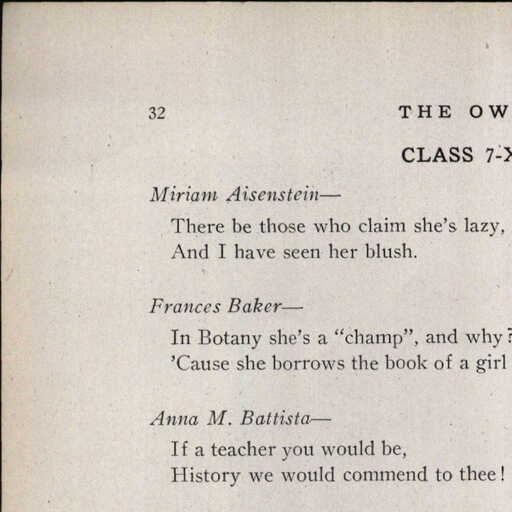 32
THE OW
CLASS 7-X
Miriam Aisenstein—
There be those who claim she's lazy,
And I have seen her blush.
Frances Baker—
In Botany she's a “champ”, and why?
’Cause she borrows the book of a girl
Anna M. Battista—
If a teacher you would be,
History we would commend to thee!